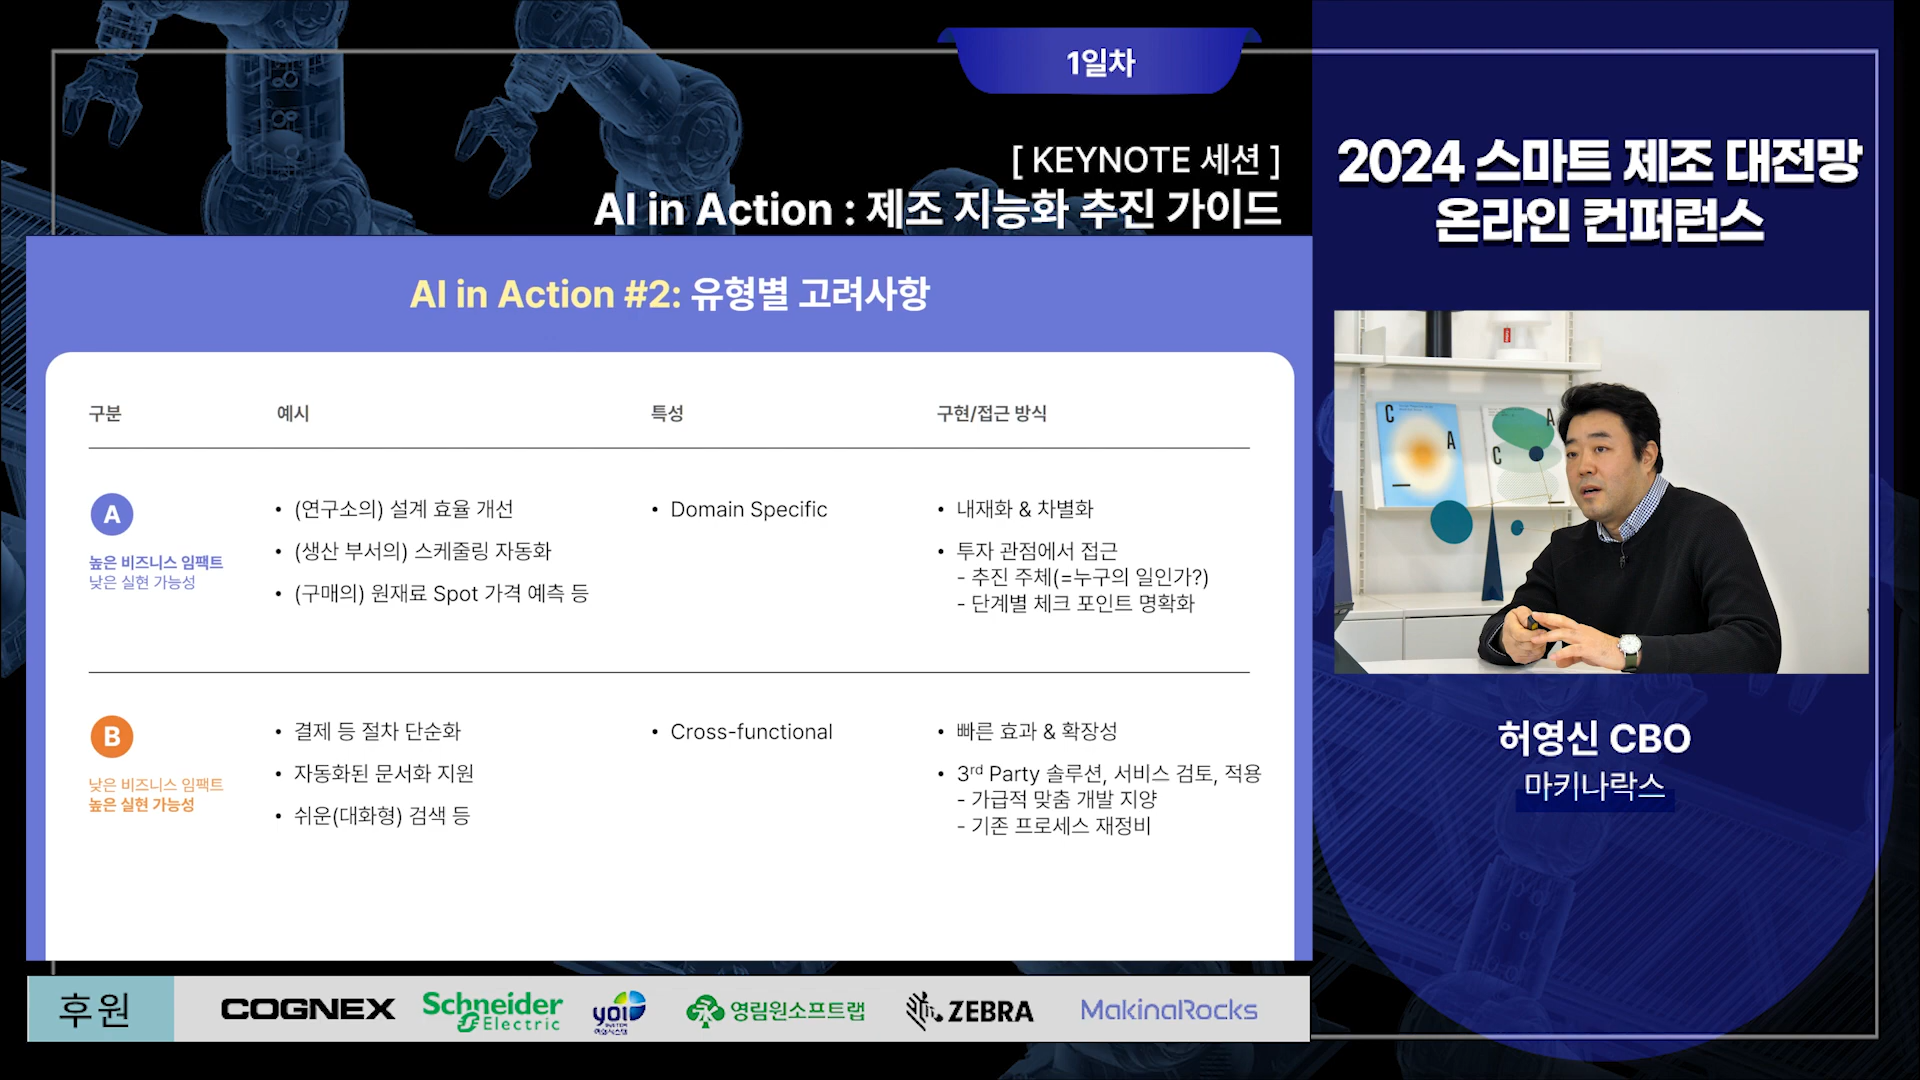 1일차
[ KEYNOTE 세션 ]
AI in Action : 제조 지능화 추진 가이드
AI in Action #2: 유형별 고려사항
구분
예시
특성
구현/접근 방식
A
높은 비즈니스 임팩트
낮은 실현 가능성
• (연구소의) 설계 효율 개선
• (생산 부서의) 스케줄링 자동화
• (구매의) 원재료 Spot 가격 예측 등
• Domain Specific
• 내재화 & 차별화
• 투자 관점에서 접근
- 추진 주체(=누구의 일인가?)
- 단계별 체크 포인트 명확화
B
낮은 비즈니스 임팩트
높은 실현 가능성
• 결제 등 절차 단순화
• 자동화된 문서화 지원
• 쉬운(대화형) 검색 등
• Cross-functional
• 빠른 효과 & 확장성
• 3rd Party 솔루션, 서비스 검토, 적용
- 가급적 맞춤 개발 지양
- 기존 프로세스 재정비
2024 스마트 제조 대전망
온라인 컨퍼런스
C
A
A
C
허영신 CBO
마키나락스
후원
COGNEX
Schneider
Electric
yoi
SYSTEM
영림원소프트랩
ZEBRA
MakinaRocks